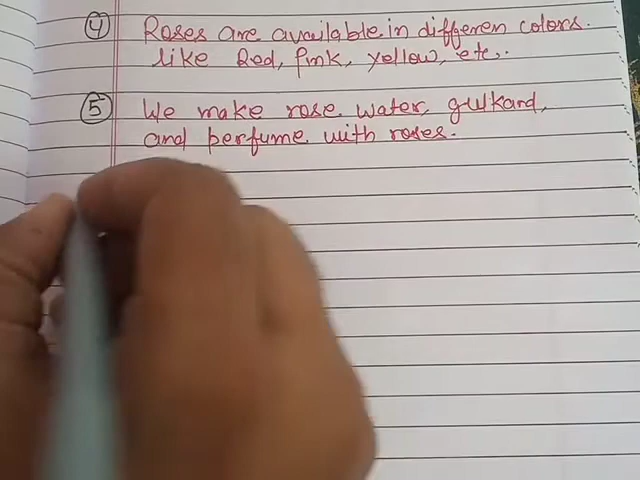 4 Roses are available in differen colors.
like Red, Pink, yellow, etc..
5 We make rose water, gulkand,
and perfume with roses.